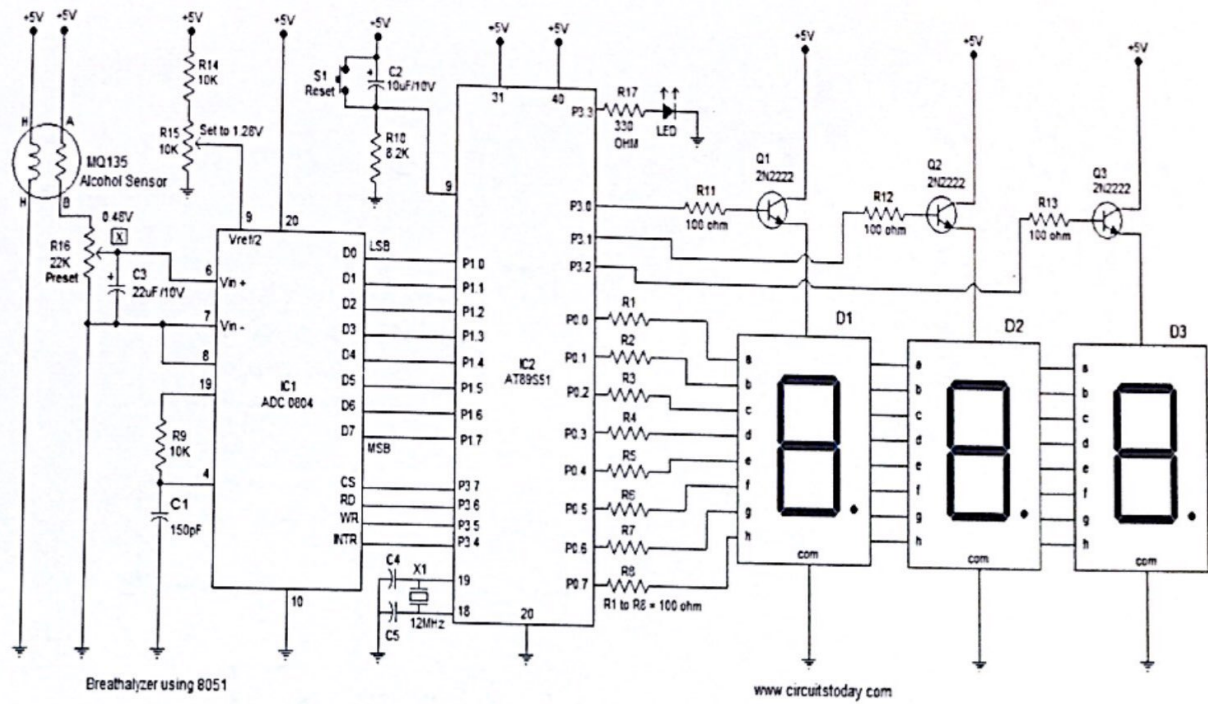 +5V
+5V
+5V
+5V
+5V
+5V
+5V
+5V
+5V
+5V
R14
10K
S1
Reset
+
C2
10uF/10V
31
40
P3.3
R17
330
OHM
LED
H
A
R15
10K
Set to 1.28V
R10
8.2K
Q1
2N2222
Q2
2N2222
Q3
2N2222
MQ135
Alcohol Sensor
H
B
9
P3.0
R11
100 ohm
R12
100 ohm
R13
100 ohm
0.48V
X
9
20
Vref/2
P3.1
P3.2
R16
22K
Preset
+
C3
22uF/10V
6
Vin +
7
Vin -
8
19
R9
10K
4
C1
150pF
IC1
ADC 0804
10
D0
LSB
D1
D2
D3
D4
D5
D6
D7
MSB
CS
RD
WR
INTR
P1.0
P1.1
P1.2
P1.3
P1.4
P1.5
P1.6
P1.7
P3.7
P3.6
P3.5
P3.4
IC2
AT89S51
C4
X1
19
C5
12MHz
18
20
P0.0
R1
P0.1
R2
P0.2
R3
P0.3
R4
P0.4
R5
P0.5
R6
P0.6
R7
P0.7
R8
R1 to R8 = 100 ohm
D1
a
b
c
d
e
f
g
h
com
D2
a
b
c
d
e
f
g
h
com
D3
a
b
c
d
e
f
g
h
com
Breathalyzer using 8051
www.circuitstoday.com